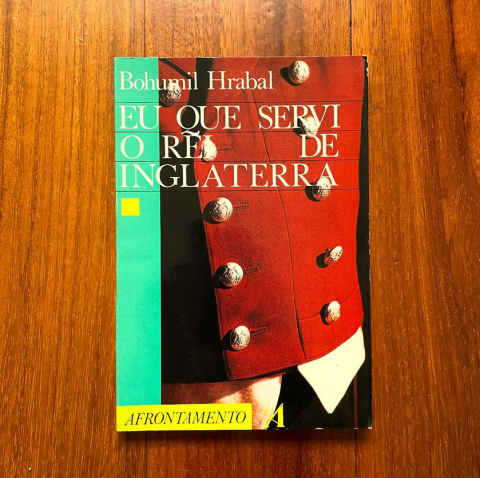 Bohumil Hrabal
EU QUE SERVI
O REI DE
INGLATERRA
AFRONTAMENTO A